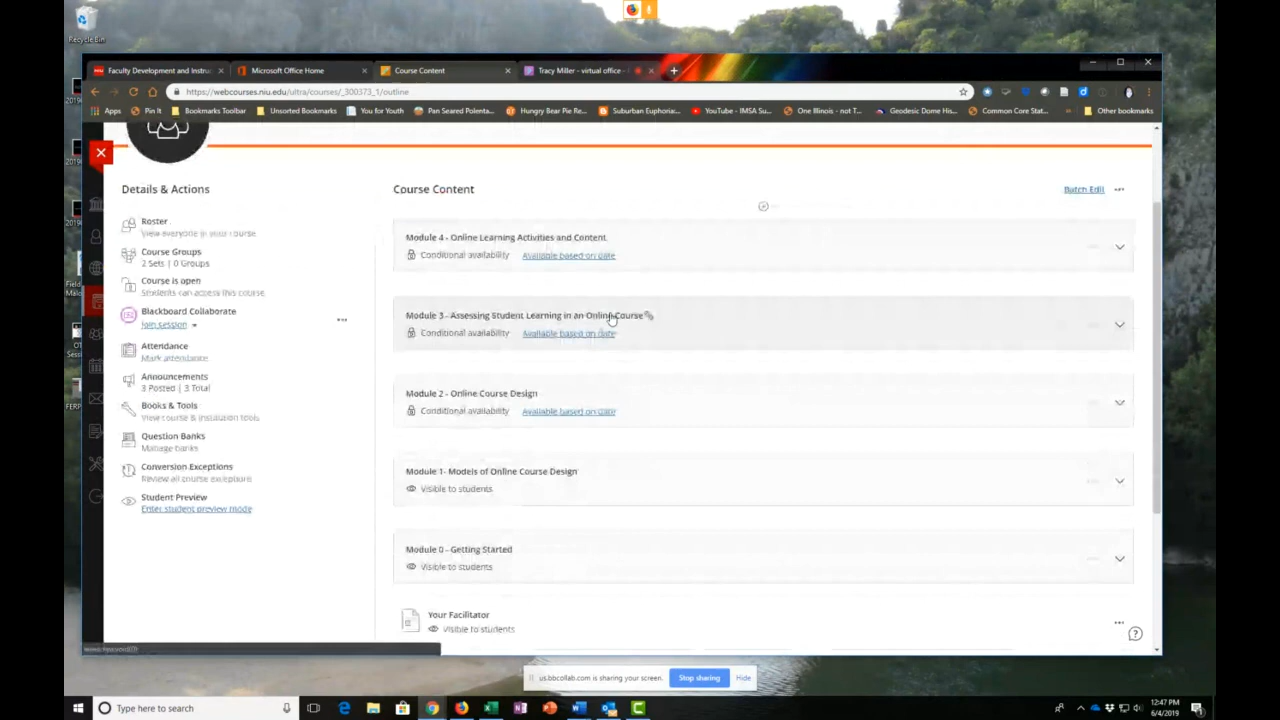 Recycle Bin
Faculty Development and Instruc
Microsoft Office Home
Course Content
Tracy Miller - virtual office -
https://webcourses.niu.edu/ultra/courses/_300373_1/outline
Apps
Pin It
Bookmarks Toolbar
Unsorted Bookmarks
You for Youth
Pan Seared Polenta...
Hungry Bear Pie Re...
Suburban Euphoria...
YouTube - IMSA Su...
One Illinois - not T...
Geodesic Dome His...
Common Core Stat...
Other bookmarks
Details & Actions
Roster
View everyone in your course
Course Groups
2 Sets | 0 Groups
Course is open
Students can access this course
Blackboard Collaborate
Join session
Attendance
Mark attendance
Announcements
3 Posted | 3 Total
Books & Tools
View course & institution tools
Question Banks
Manage banks
Conversion Exceptions
Review all course exceptions
Student Preview
Enter student preview mode
Course Content
Batch Edit
Module 4 - Online Learning Activities and Content
Conditional availability Available based on date
Module 3 - Assessing Student Learning in an Online Course
Conditional availability Available based on date
Module 2 - Online Course Design
Conditional availability Available based on date
Module 1- Models of Online Course Design
Visible to students
Module 0 - Getting Started
Visible to students
Your Facilitator
Visible to students
us.bbcollab.com is sharing your screen.
Stop sharing
Hide
Type here to search
12:47 PM
6/4/2019